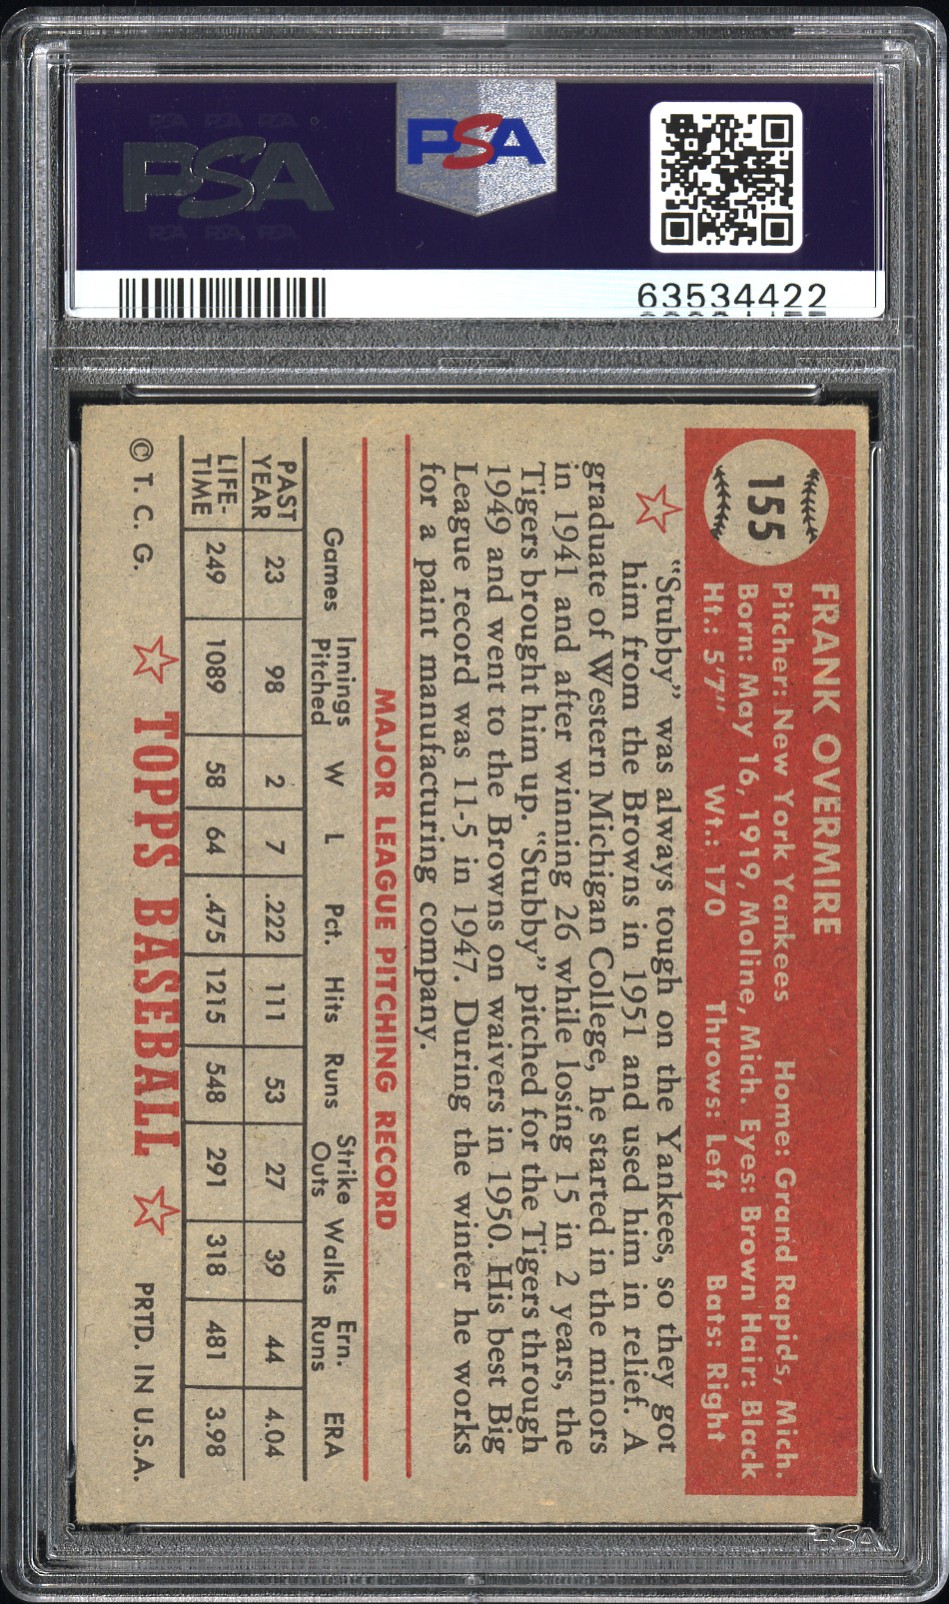 PSA PSA PSA
PSA
PSA PSA PSA
PSA
63534422
155
FRANK OVERMIRE
Pitcher: New York Yankees Home: Grand Rapids, Mich.
Born: May 16, 1919, Moline, Mich. Eyes: Brown Hair: Black
Ht.: 5'7" Wt.: 170 Throws: Left Bats: Right
"Stubby" was always tough on the Yankees, so they got
him from the Browns in 1951 and used him in relief. A
graduate of Western Michigan College, he started in the minors
in 1941 and after winning 26 while losing 15 in 2 years, the
Tigers brought him up. "Stubby" pitched for the Tigers through
1949 and went to the Browns on waivers in 1950. His best Big
League record was 11-5 in 1947. During the winter he works
for a paint manufacturing company.
MAJOR LEAGUE PITCHING RECORD
Games Innings Pitched W L Pct. Hits Runs Strike Outs Walks Ern. Runs ERA
PAST YEAR 23 98 2 7 .222 111 53 27 39 44 4.04
LIFE-TIME 249 1089 58 64 .475 1215 548 291 318 481 3.98
© T. C. G. TOPPS BASEBALL PRTD. IN U.S.A.
PSA